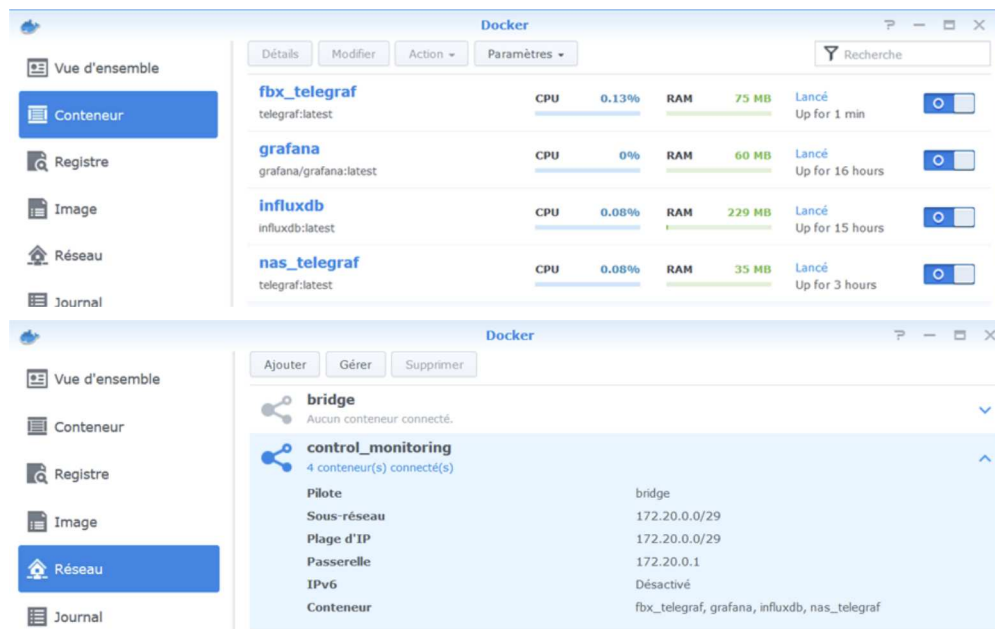 Docker
Détails Modifier Action Paramètres Recherche
Vue d'ensemble
Conteneur
Registre
Image
Réseau
Journal
fbx_telegraf CPU 0.13% RAM 75 MB Lancé
telegraf:latest Up for 1 min
grafana CPU 0% RAM 60 MB Lancé
grafana/grafana:latest Up for 16 hours
influxdb CPU 0.08% RAM 229 MB Lancé
influxdb:latest Up for 15 hours
nas_telegraf CPU 0.08% RAM 35 MB Lancé
telegraf:latest Up for 3 hours
Docker
Ajouter Gérer Supprimer
Vue d'ensemble
Conteneur
Registre
Image
Réseau
Journal
bridge
Aucun conteneur connecté.
control_monitoring
4 conteneur(s) connecté(s)
Pilote bridge
Sous-réseau 172.20.0.0/29
Plage d'IP 172.20.0.0/29
Passerelle 172.20.0.1
IPv6 Désactivé
Conteneur fbx_telegraf, grafana, influxdb, nas_telegraf